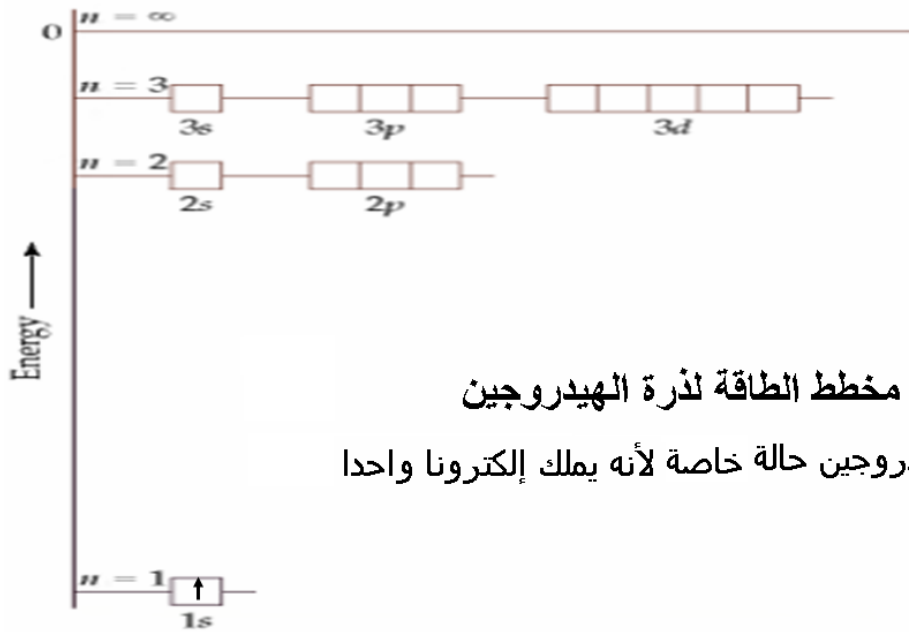 n = ∞
0
n = 3
3s 3p 3d
n = 2
2s 2p
Energy
مخطط الطاقة لذرة الهيدروجين
حالة خاصة لأنه يملك إلكترونا واحدا
n = 1
1s